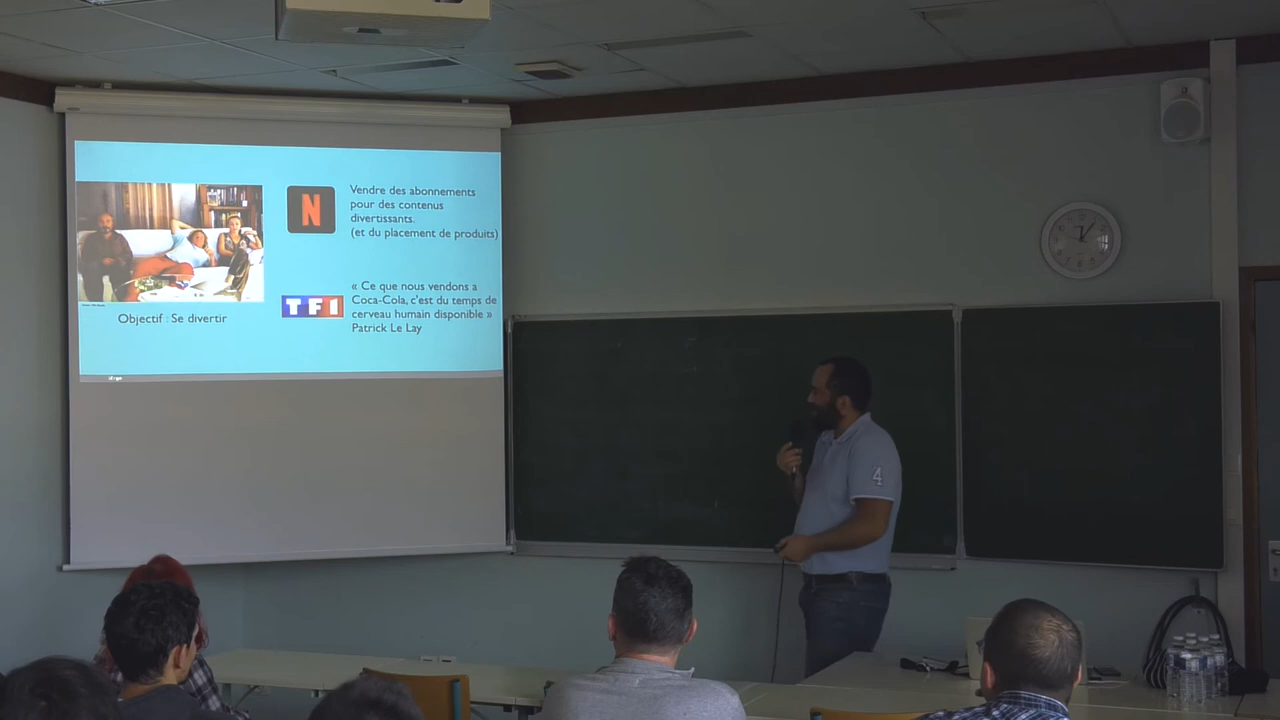 Vendre des abonnements
pour des contenus
divertissants.
(et du placement de produits)
N
« Ce que nous vendons a
Coca-Cola, c'est du temps de
cerveau humain disponible »
Patrick Le Lay
TF1
Objectif : Se divertir
4